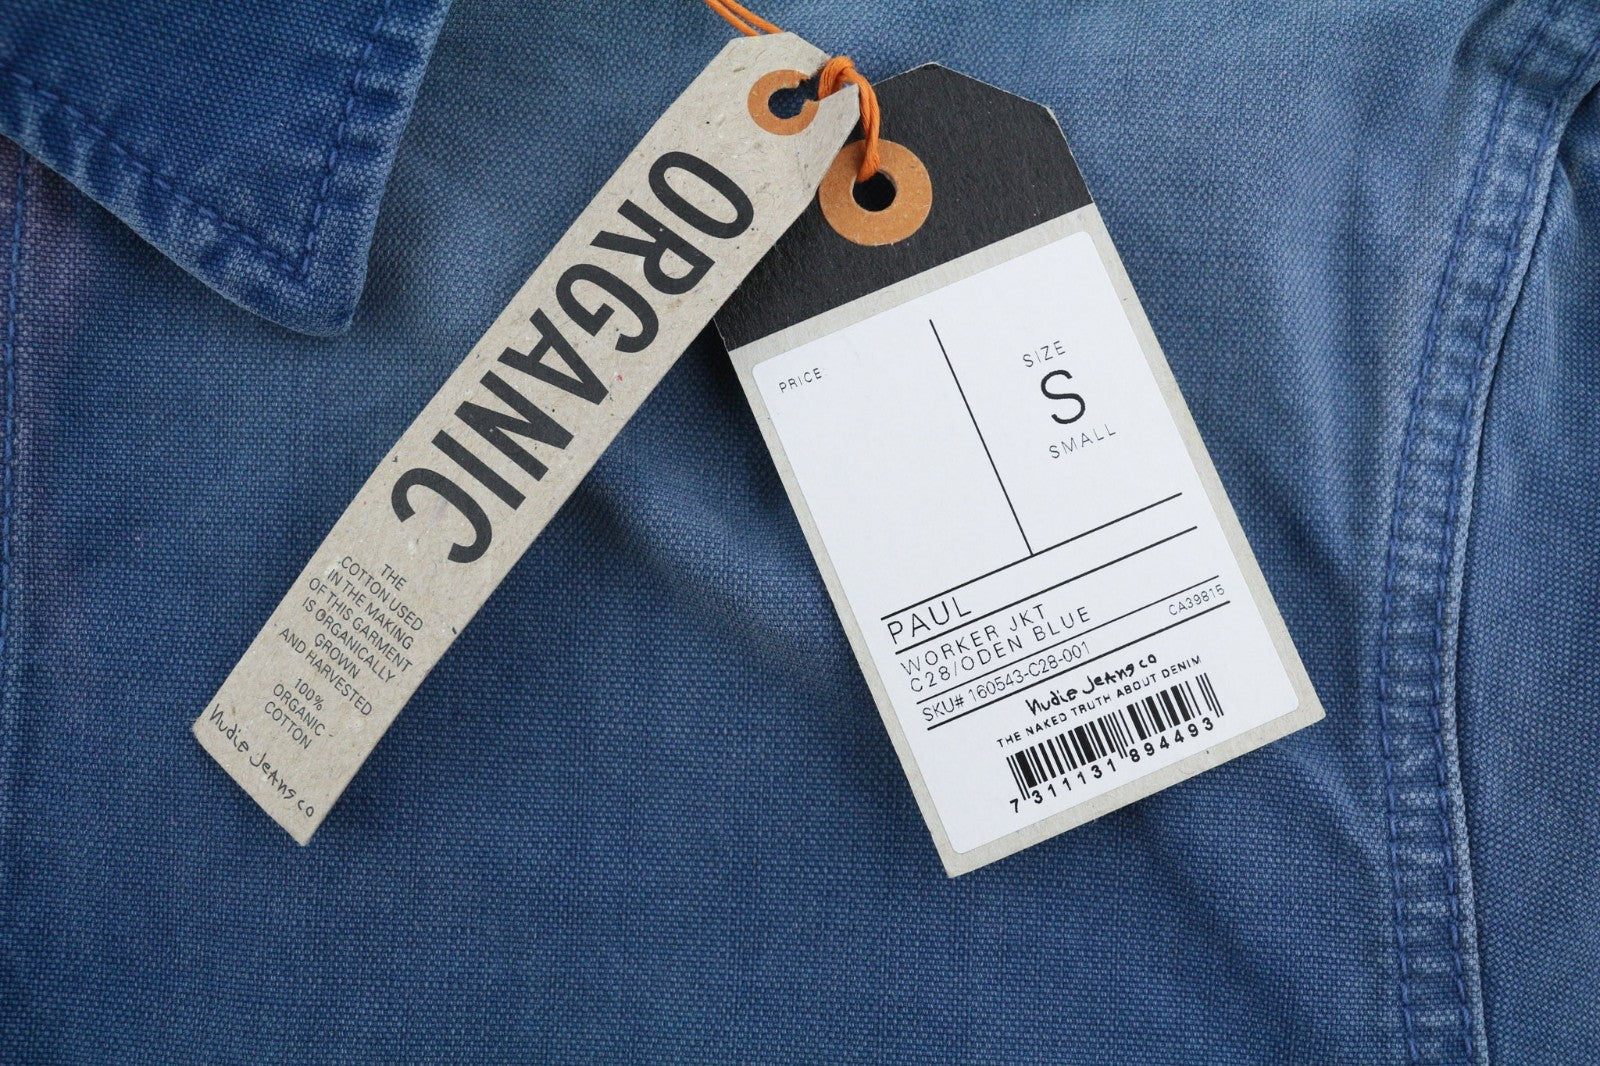 ORGANIC
THE
COTTON USED
IN THE MAKING
OF THIS GARMENT
IS ORGANICALLY
GROWN
AND HARVESTED
100%
ORGANIC
COTTON
Nudie Jeans co
PRICE
SIZE
S
SMALL
PAUL
WORKER JKT
C28/ODEN BLUE
CA39815
SKU# 160543-C28-001
Nudie Jeans co
THE NAKED TRUTH ABOUT DENIM
7 311131 894493